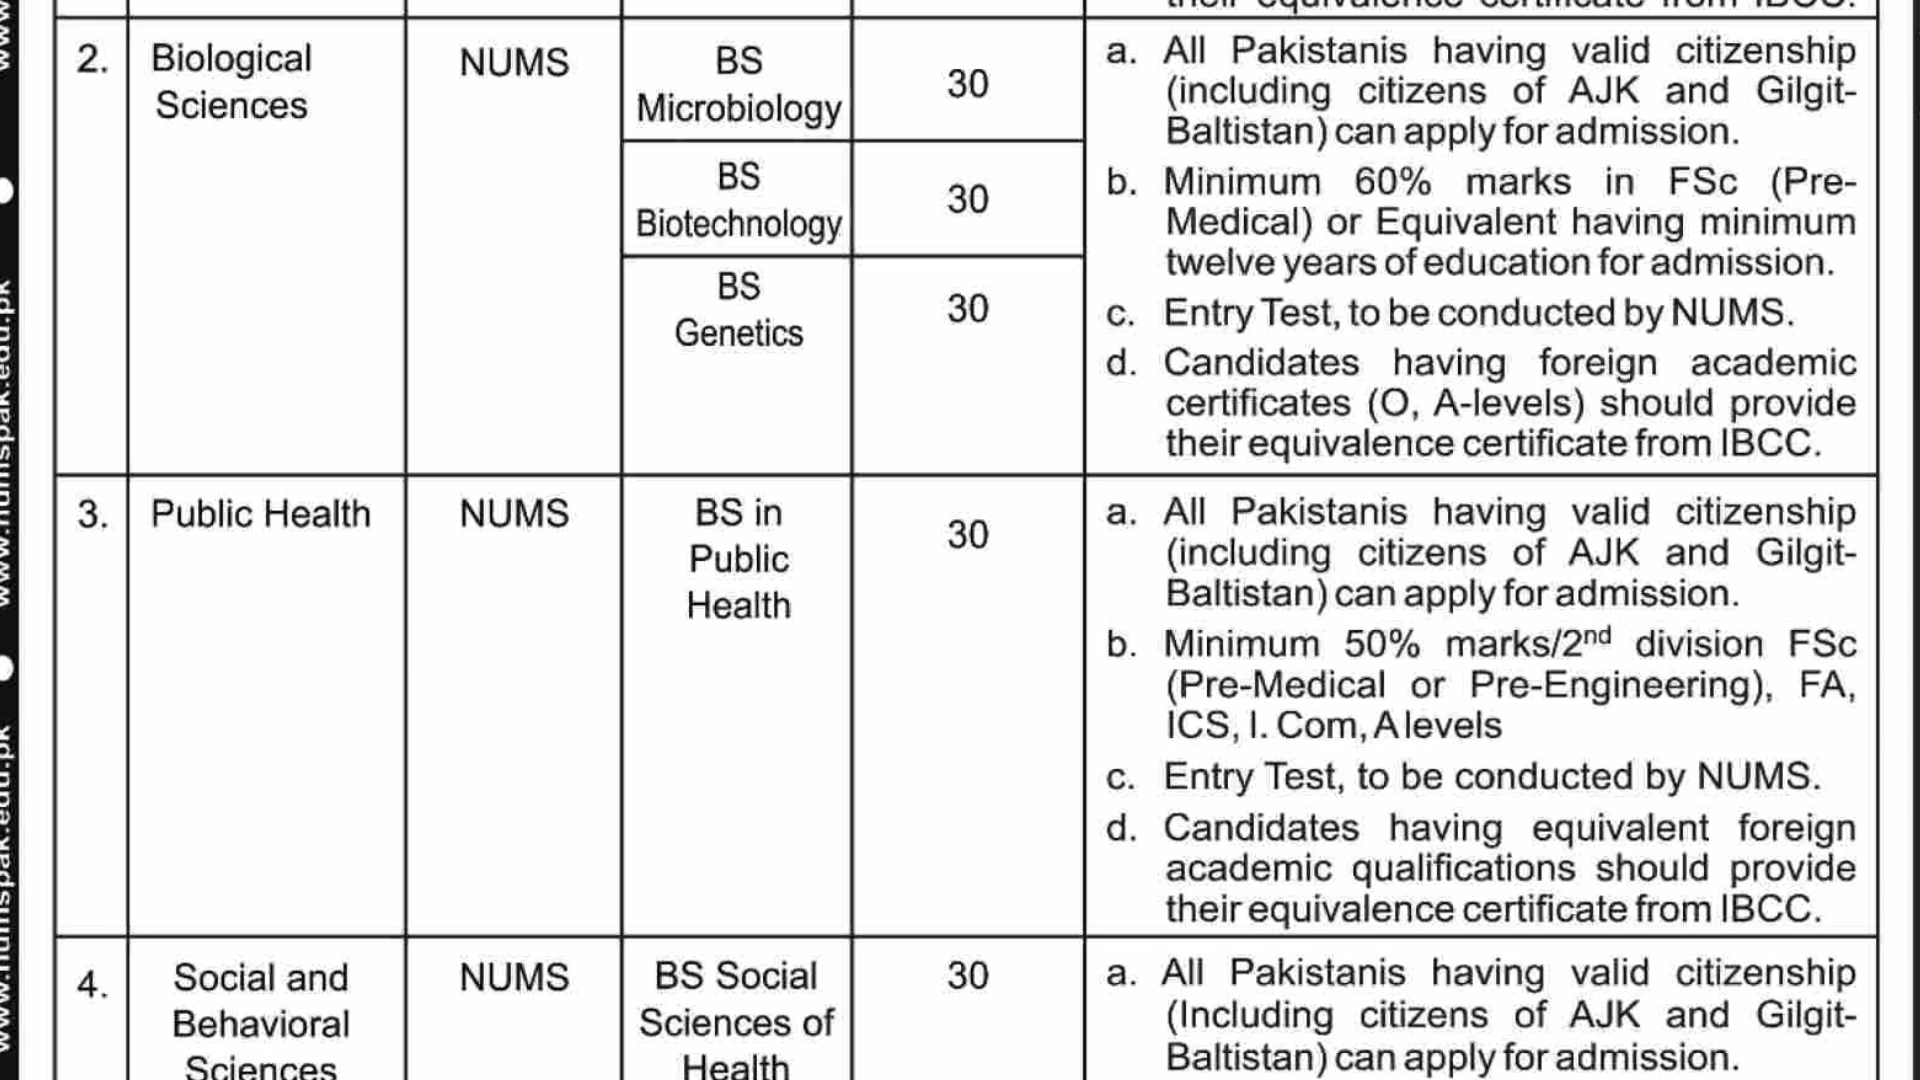 their equivalence certificate from IBCC.
2.
Biological
Sciences
NUMS
BS
Microbiology
30
BS
Biotechnology
30
BS
Genetics
30
a. All Pakistanis having valid citizenship
(including citizens of AJK and Gilgit-
Baltistan) can apply for admission.
b. Minimum 60% marks in FSc (Pre-
Medical) or Equivalent having minimum
twelve years of education for admission.
c. Entry Test, to be conducted by NUMS.
d. Candidates having foreign academic
certificates (O, A-levels) should provide
their equivalence certificate from IBCC.
3.
Public Health
NUMS
BS in
Public
Health
30
a. All Pakistanis having valid citizenship
(including citizens of AJK and Gilgit-
Baltistan) can apply for admission.
b. Minimum 50% marks/2nd division FSc
(Pre-Medical or Pre-Engineering), FA,
ICS, I. Com, A levels
c. Entry Test, to be conducted by NUMS.
d. Candidates having equivalent foreign
academic qualifications should provide
their equivalence certificate from IBCC.
4.
Social and
Behavioral
Sciences
NUMS
BS Social
Sciences of
Health
30
a. All Pakistanis having valid citizenship
(Including citizens of AJK and Gilgit-
Baltistan) can apply for admission.
www.numspak.edu.pk
www.numspak.edu.pk